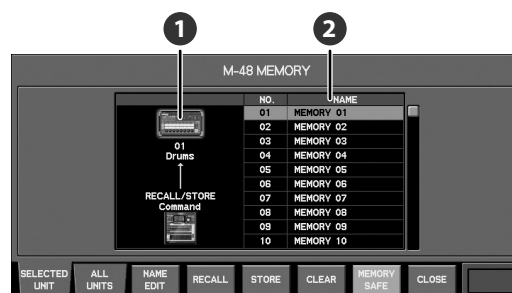 1 2
M-48 MEMORY
NO. NAME
01 MEMORY 01
02 MEMORY 02
03 MEMORY 03
04 MEMORY 04
05 MEMORY 05
06 MEMORY 06
07 MEMORY 07
08 MEMORY 08
09 MEMORY 09
10 MEMORY 10
01
Drums
RECALL/STORE
Command
SELECTED
UNIT
ALL
UNITS
NAME
EDIT
RECALL
STORE
CLEAR
MEMORY
SAFE
CLOSE